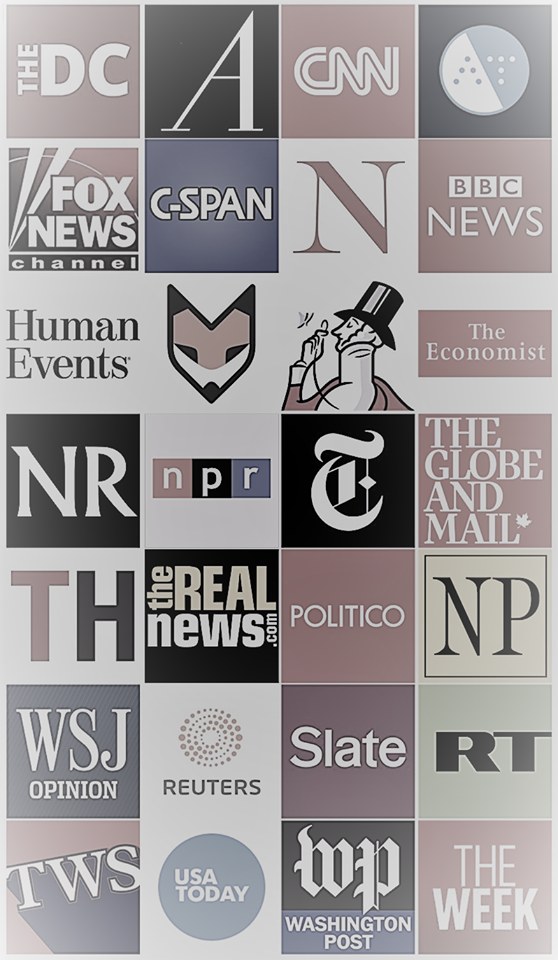 THE DC
A
CNN
FOX
NEWS
channel
C-SPAN
N
BBC
NEWS
Human
Events®
The
Economist
NR
npr
T
THE
GLOBE
AND
MAIL
TH
the REAL
news.com
POLITICO
NP
WSJ
OPINION
REUTERS
Slate
RT
TWS
USA
TODAY
wp
WASHINGTON
POST
THE
WEEK